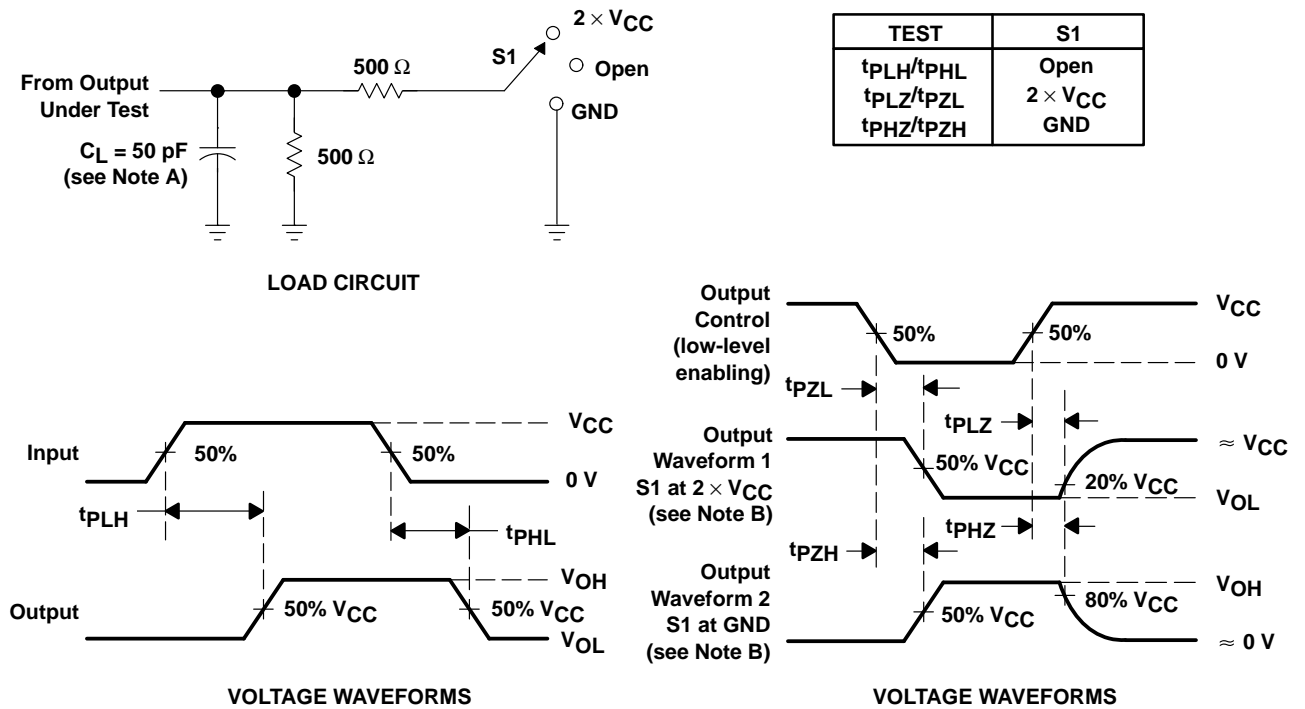 2 × VCC
S1
Open
GND
500 Ω
From Output
Under Test
CL = 50 pF
(see Note A)
500 Ω
LOAD CIRCUIT
TEST S1
tPLH/tPHL Open
tPLZ/tPZL 2 × VCC
tPHZ/tPZH GND
Input
50%
50%
VCC
0 V
tPLH
tPHL
Output
50% VCC
50% VCC
VOH
VOL
VOLTAGE WAVEFORMS
Output
Control
(low-level
enabling)
50%
50%
VCC
0 V
tPZL
tPLZ
Output
Waveform 1
S1 at 2 × VCC
(see Note B)
50% VCC
20% VCC
≈ VCC
VOL
tPZH
tPHZ
Output
Waveform 2
S1 at GND
(see Note B)
50% VCC
80% VCC
VOH
≈ 0 V
VOLTAGE WAVEFORMS